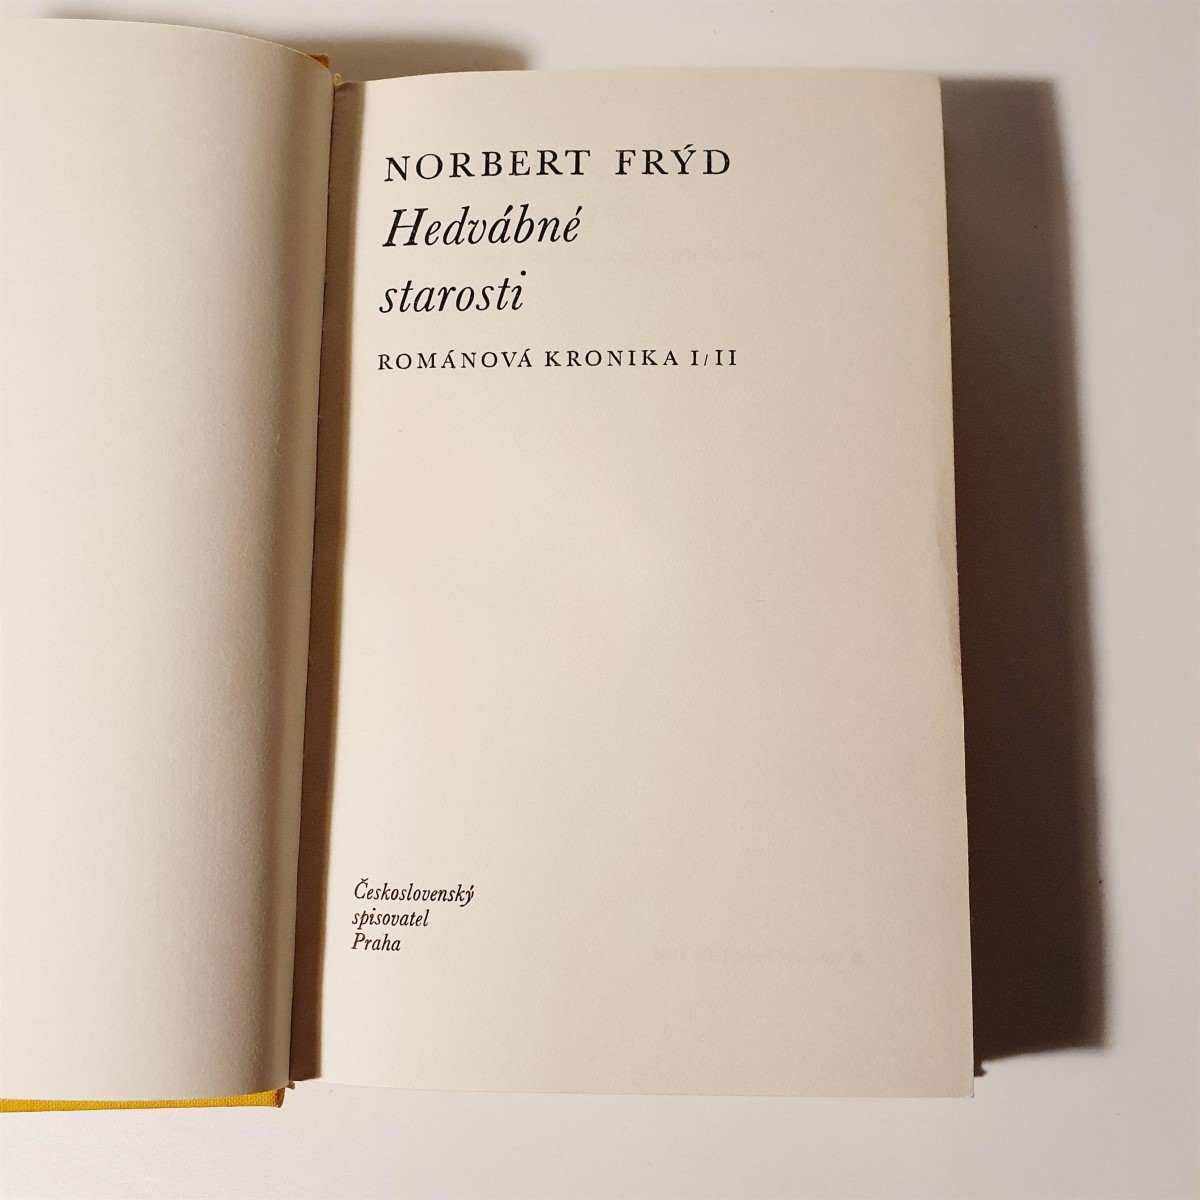 NORBERT FRÝD
Hedvábné
starosti
ROMÁNOVÁ KRONIKA I/II
Československý
spisovatel
Praha